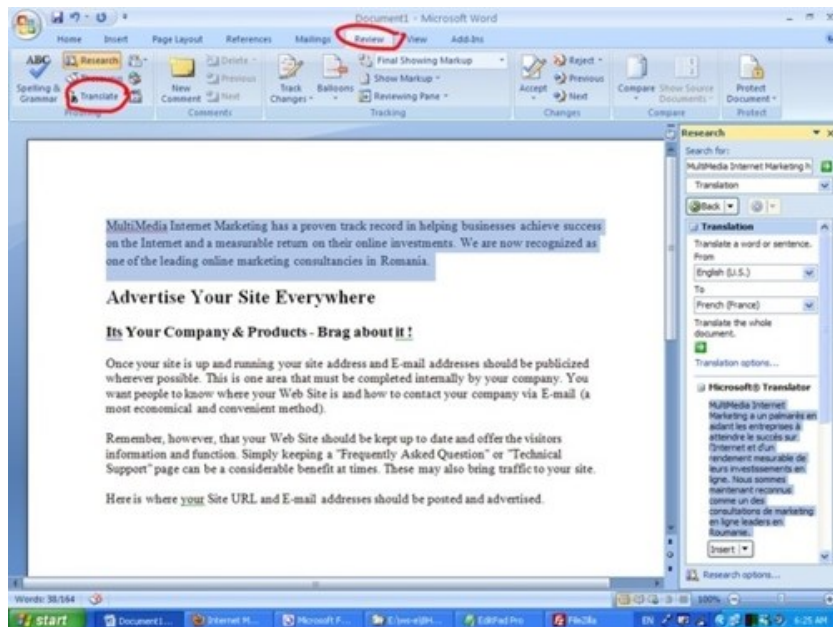 Document1 - Microsoft Word
Home Insert Page Layout References Mailings Review View Add-Ins
ABC Research Delete Final Showing Markup Reject
Previous Show Markup Previous
Spelling & Grammar Translate New Comment Next Track Changes Balloons Reviewing Pane Accept Next Compare Show Source Documents Protect Document
Proofing Comments Tracking Changes Compare Protect
Research
Search for:
MultiMedia Internet Marketing h
Translation
Back
Translation
Translate a word or sentence.
From
English (U.S.)
To
French (France)
Translate the whole
document.
Translation options...
Microsoft® Translator
MultiMedia Internet
Marketing a un palmarès en
aidant les entreprises à
atteindre le succès sur
l'Internet et d'un
rendement mesurable de
leurs investissements en
ligne. Nous sommes
maintenant reconnus
comme un des
consultations de marketing
en ligne leaders en
Roumanie.
Insert
Research options...
MultiMedia Internet Marketing has a proven track record in helping businesses achieve success
on the Internet and a measurable return on their online investments. We are now recognized as
one of the leading online marketing consultancies in Romania.
Advertise Your Site Everywhere
Its Your Company & Products - Brag about it !
Once your site is up and running your site address and E-mail addresses should be publicized
wherever possible. This is one area that must be completed internally by your company. You
want people to know where your Web Site is and how to contact your company via E-mail (a
most economical and convenient method).
Remember, however, that your Web Site should be kept up to date and offer the visitors
information and function. Simply keeping a "Frequently Asked Question" or "Technical
Support" page can be a considerable benefit at times. These may also bring traffic to your site.
Here is where your Site URL and E-mail addresses should be posted and advertised.
Words: 38/164 100%
start Document1... Internet M... Microsoft F... EditPad Pro FileZilla EN 6:25 AM